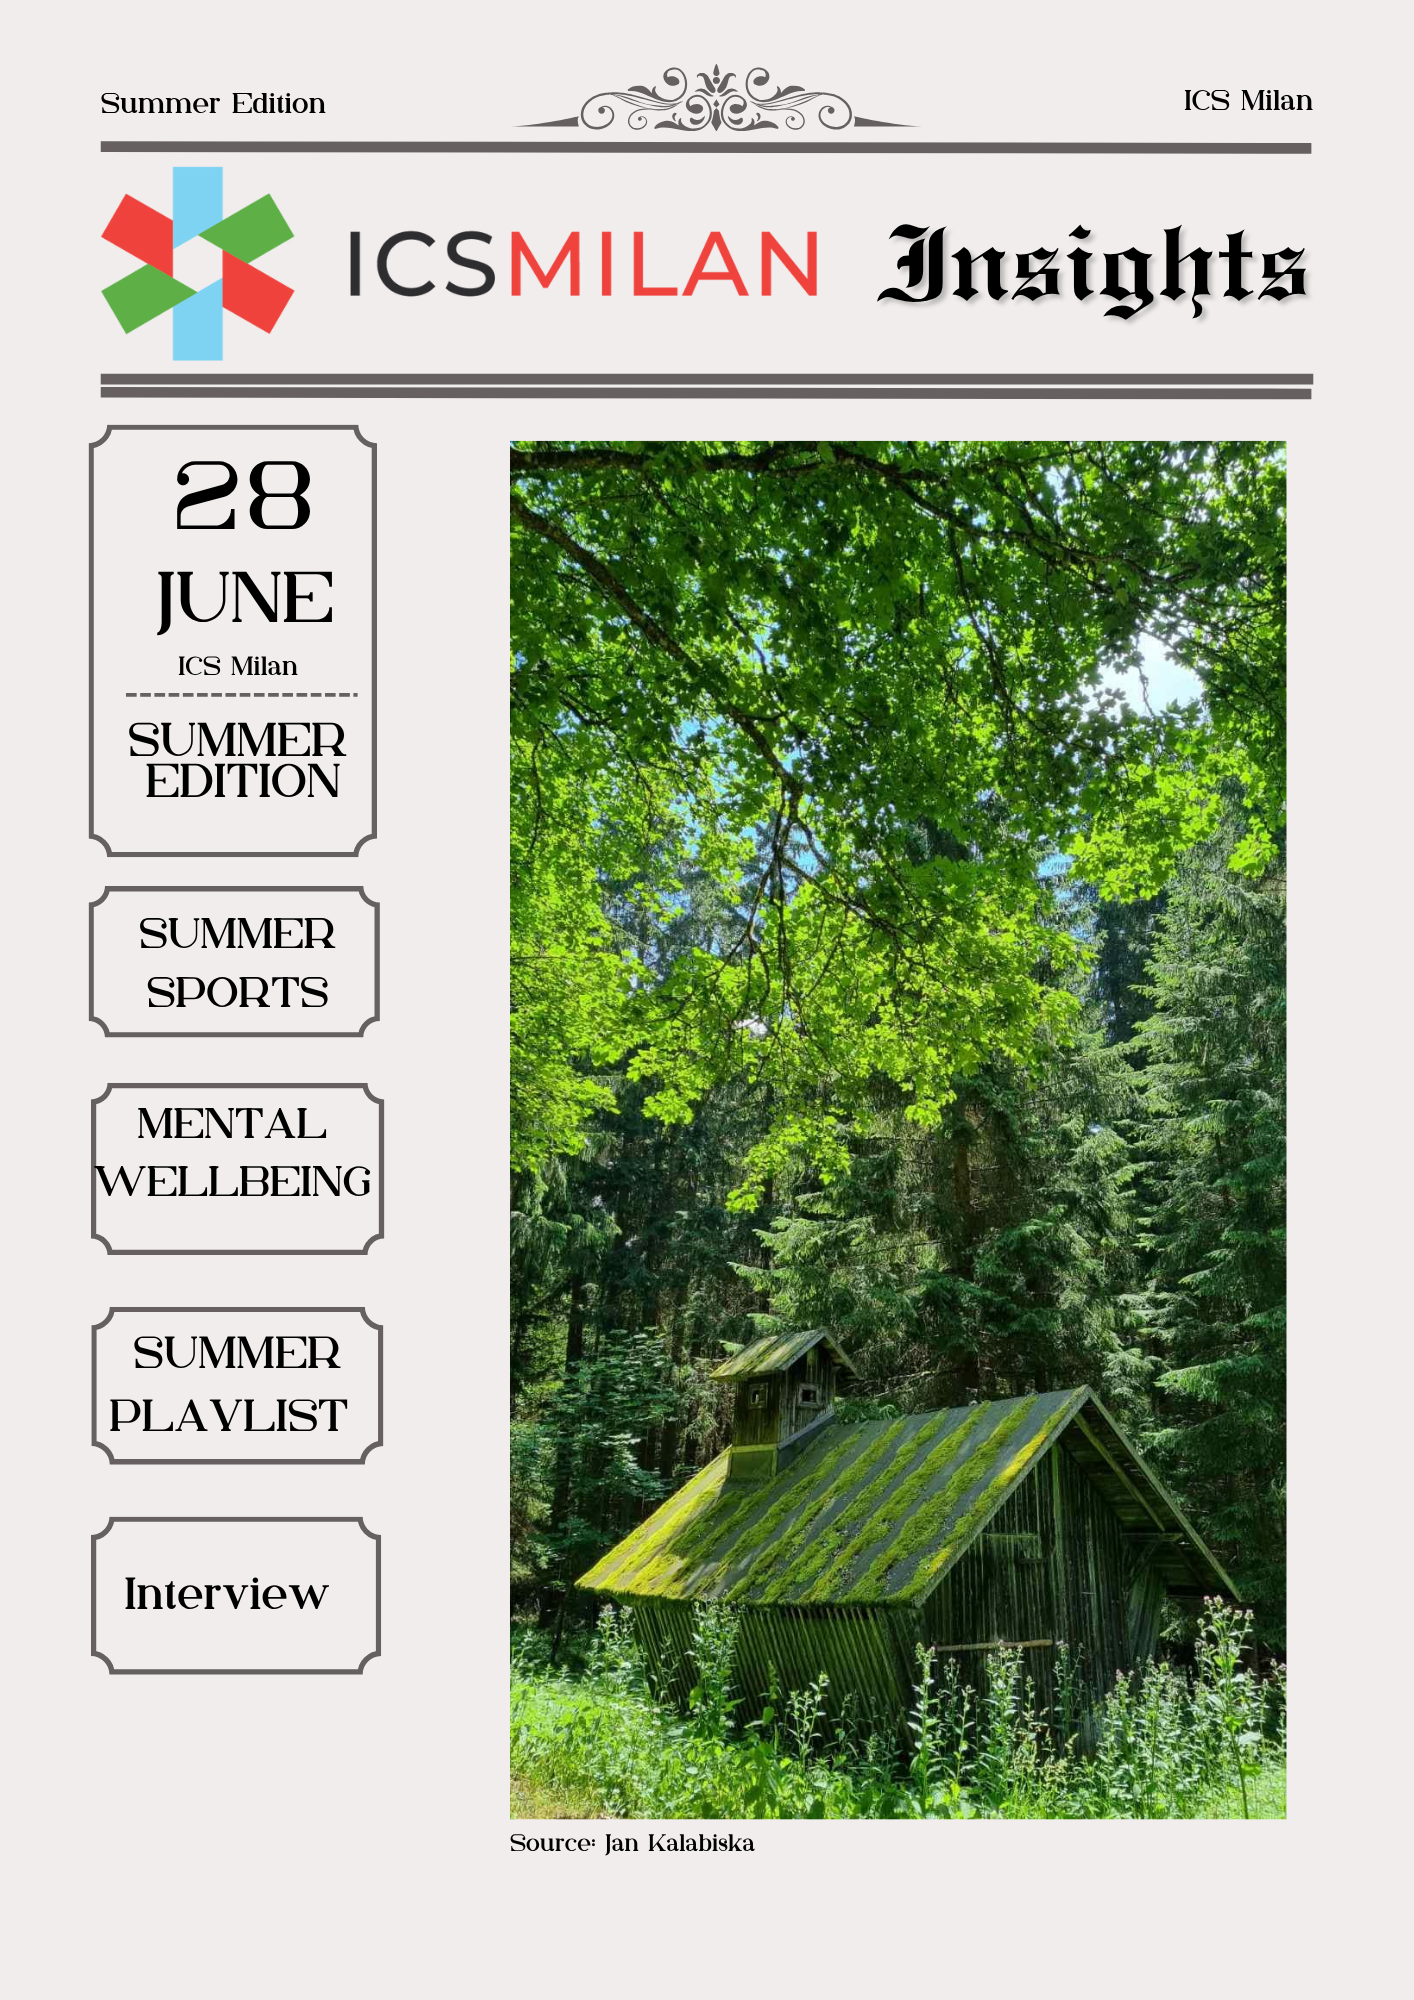 Summer Edition
ICS Milan
ICSMILAN Insights
28
JUNE
ICS Milan
SUMMER
EDITION
SUMMER
SPORTS
MENTAL
WELLBEING
SUMMER
PLAYLIST
Interview
Source: Jan Kalabiska